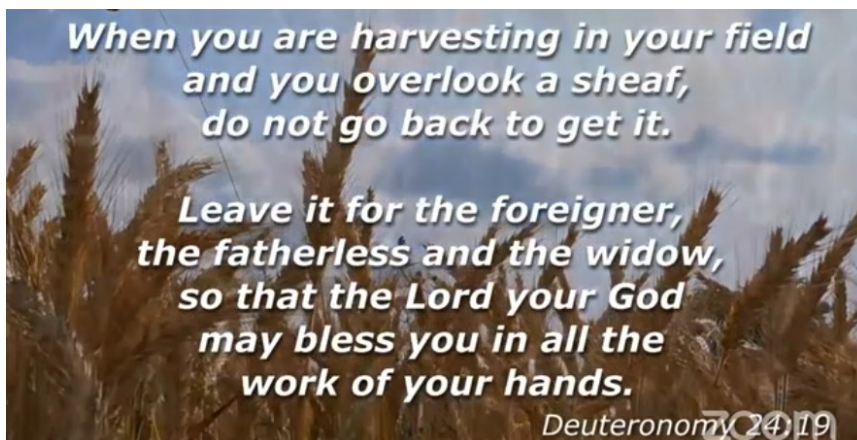 When you are harvesting in your field
and you overlook a sheaf,
do not go back to get it.
Leave it for the foreigner,
the fatherless and the widow,
so that the Lord your God
may bless you in all the
work of your hands.
Deuteronomy 24:19
zoom